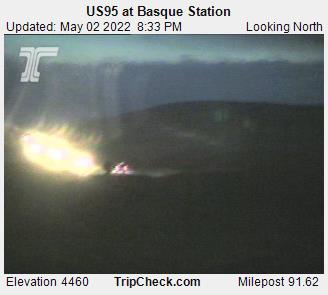 US95 at Basque Station
Updated: May 02 2022 8:33 PM Looking North
Elevation 4460 TripCheck.com Milepost 91.62